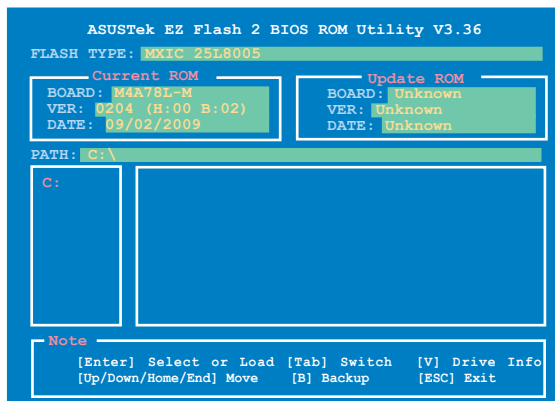 ASUSTek EZ Flash 2 BIOS ROM Utility V3.36
FLASH TYPE: MXIC 25L8005
Current ROM
BOARD: M4A78L-M
VER: 0204 (H:00 B:02)
DATE: 09/02/2009
Update ROM
BOARD: Unknown
VER: Unknown
DATE: Unknown
PATH: C:\
C:
Note
[Enter] Select or Load [Tab] Switch [V] Drive Info
[Up/Down/Home/End] Move [B] Backup [ESC] Exit